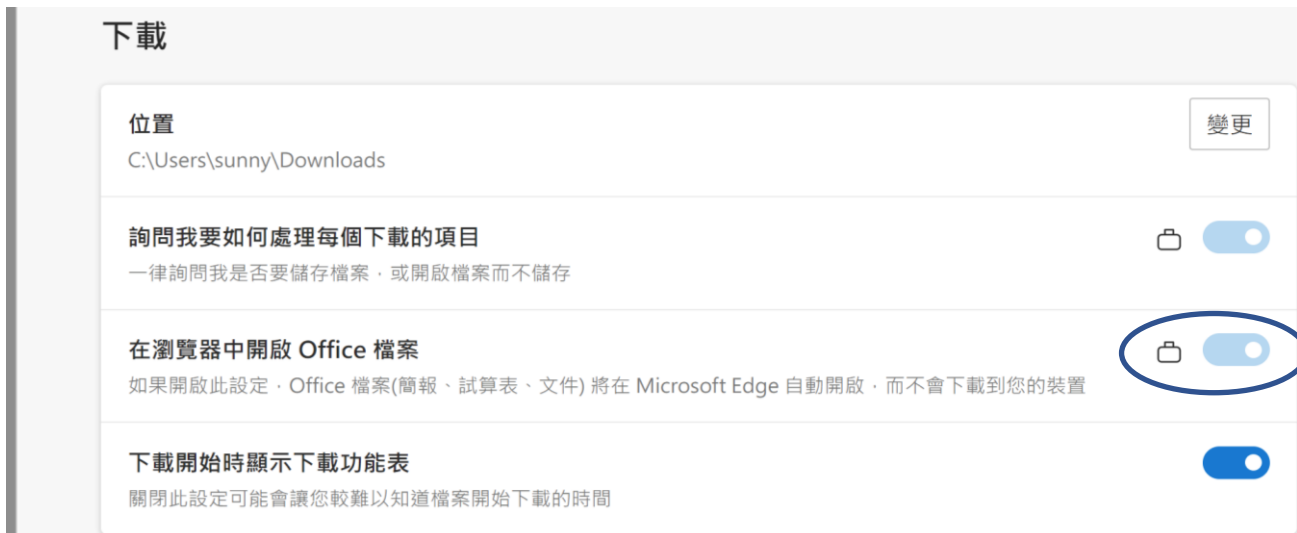 下載
位置
變更
C:\Users\sunny\Downloads
詢問我要如何處理每個下載的項目
一律詢問我是否要儲存檔案，或開啟檔案而不儲存
在瀏覽器中開啟 Office 檔案
如果開啟此設定，Office 檔案(簡報、試算表、文件) 將在 Microsoft Edge 自動開啟，而不會下載到您的裝置
下載開始時顯示下載功能表
關閉此設定可能會讓您較難以知道檔案開始下載的時間